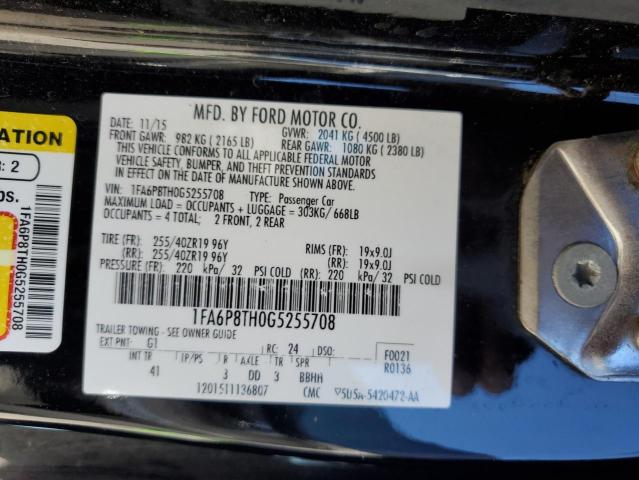 MFD. BY FORD MOTOR CO.
DATE: 11/15 GVWR: 2041 KG ( 4500 LB)
FRONT GAWR: 982 KG ( 2165 LB) REAR GAWR: 1080 KG ( 2380 LB)
THIS VEHICLE CONFORMS TO ALL APPLICABLE FEDERAL MOTOR
VEHICLE SAFETY, BUMPER, AND THEFT PREVENTION STANDARDS
IN EFFECT ON THE DATE OF MANUFACTURE SHOWN ABOVE.
VIN: 1FA6P8TH0G5255708 TYPE: Passenger Car
MAXIMUM LOAD = OCCUPANTS + LUGGAGE = 303KG/ 668LB
OCCUPANTS = 4 TOTAL; 2 FRONT, 2 REAR
TIRE (FR): 255/40ZR19 96Y RIMS (FR): 19x9.0J
(RR): 255/40ZR19 96Y (RR): 19x9.0J
PRESSURE (FR): 220 kPa/ 32 PSI COLD (RR): 220 kPa/ 32 PSI COLD
1FA6P8TH0G5255708
TRAILER TOWING - SEE OWNER GUIDE
EXT PNT: G1 RC: 24 DSO: F0021
INT TR TP/PS R AXLE TR SPR R0136
41 3 DD 3 BBHH
1201511136807 CMC 5USA-5420472-AA
ATION
: 2
bs.
1FA6P8TH0G5255708